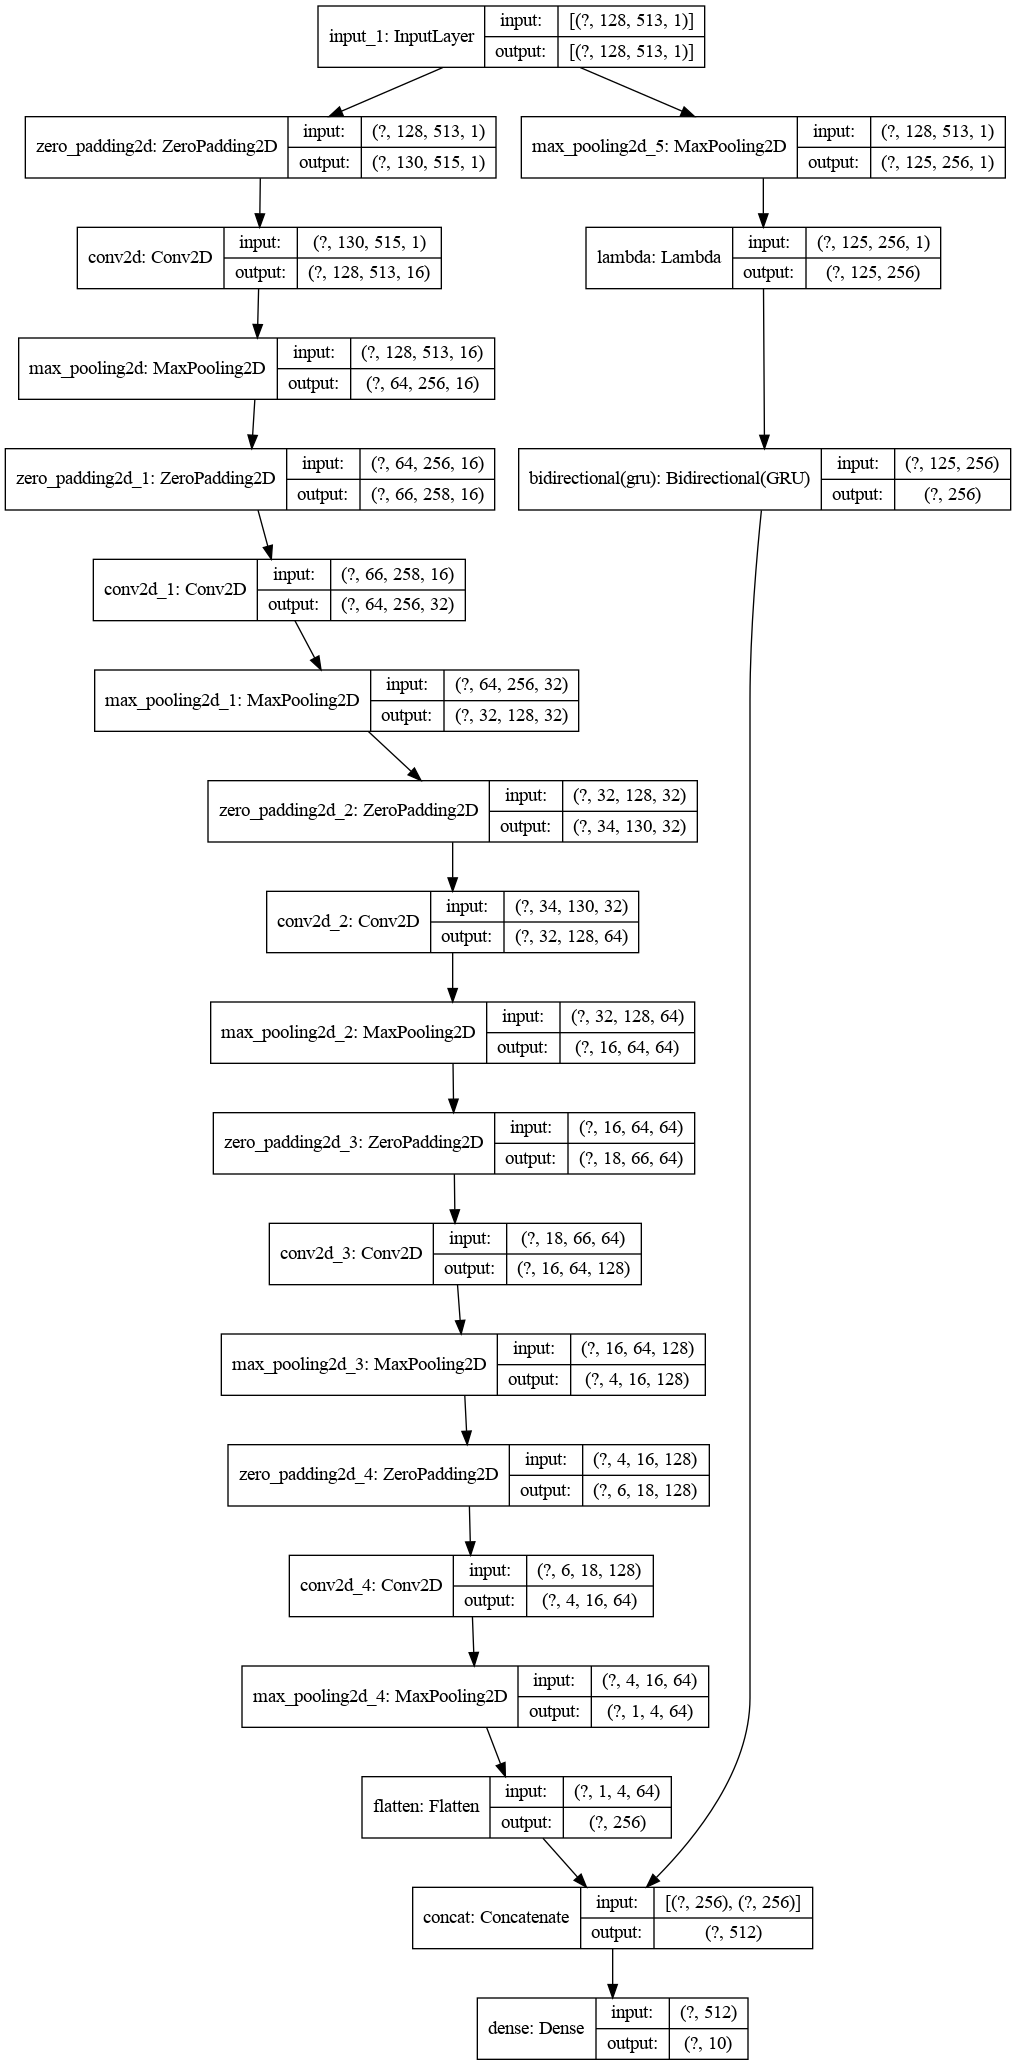 input_1: InputLayer
input: [(?, 128, 513, 1)]
output: [(?, 128, 513, 1)]
zero_padding2d: ZeroPadding2D
input: (?, 128, 513, 1)
output: (?, 130, 515, 1)
max_pooling2d_5: MaxPooling2D
input: (?, 128, 513, 1)
output: (?, 125, 256, 1)
conv2d: Conv2D
input: (?, 130, 515, 1)
output: (?, 128, 513, 16)
lambda: Lambda
input: (?, 125, 256, 1)
output: (?, 125, 256)
max_pooling2d: MaxPooling2D
input: (?, 128, 513, 16)
output: (?, 64, 256, 16)
zero_padding2d_1: ZeroPadding2D
input: (?, 64, 256, 16)
output: (?, 66, 258, 16)
bidirectional(gru): Bidirectional(GRU)
input: (?, 125, 256)
output: (?, 256)
conv2d_1: Conv2D
input: (?, 66, 258, 16)
output: (?, 64, 256, 32)
max_pooling2d_1: MaxPooling2D
input: (?, 64, 256, 32)
output: (?, 32, 128, 32)
zero_padding2d_2: ZeroPadding2D
input: (?, 32, 128, 32)
output: (?, 34, 130, 32)
conv2d_2: Conv2D
input: (?, 34, 130, 32)
output: (?, 32, 128, 64)
max_pooling2d_2: MaxPooling2D
input: (?, 32, 128, 64)
output: (?, 16, 64, 64)
zero_padding2d_3: ZeroPadding2D
input: (?, 16, 64, 64)
output: (?, 18, 66, 64)
conv2d_3: Conv2D
input: (?, 18, 66, 64)
output: (?, 16, 64, 128)
max_pooling2d_3: MaxPooling2D
input: (?, 16, 64, 128)
output: (?, 4, 16, 128)
zero_padding2d_4: ZeroPadding2D
input: (?, 4, 16, 128)
output: (?, 6, 18, 128)
conv2d_4: Conv2D
input: (?, 6, 18, 128)
output: (?, 4, 16, 64)
max_pooling2d_4: MaxPooling2D
input: (?, 4, 16, 64)
output: (?, 1, 4, 64)
flatten: Flatten
input: (?, 1, 4, 64)
output: (?, 256)
concat: Concatenate
input: [(?, 256), (?, 256)]
output: (?, 512)
dense: Dense
input: (?, 512)
output: (?, 10)